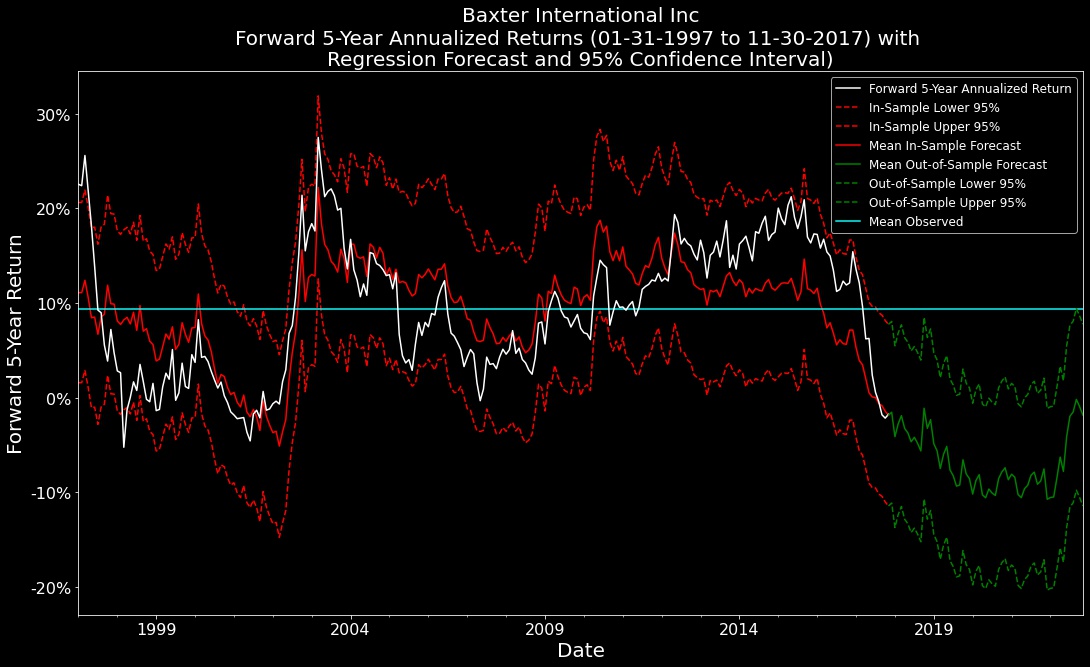 Baxter International Inc
Forward 5-Year Annualized Returns (01-31-1997 to 11-30-2017) with
Regression Forecast and 95% Confidence Interval)
Forward 5-Year Annualized Return
In-Sample Lower 95%
In-Sample Upper 95%
Mean In-Sample Forecast
Mean Out-of-Sample Forecast
Out-of-Sample Lower 95%
Out-of-Sample Upper 95%
Mean Observed
Forward 5-Year Return
30%
20%
10%
0%
-10%
-20%
1999
2004
2009
2014
2019
Date